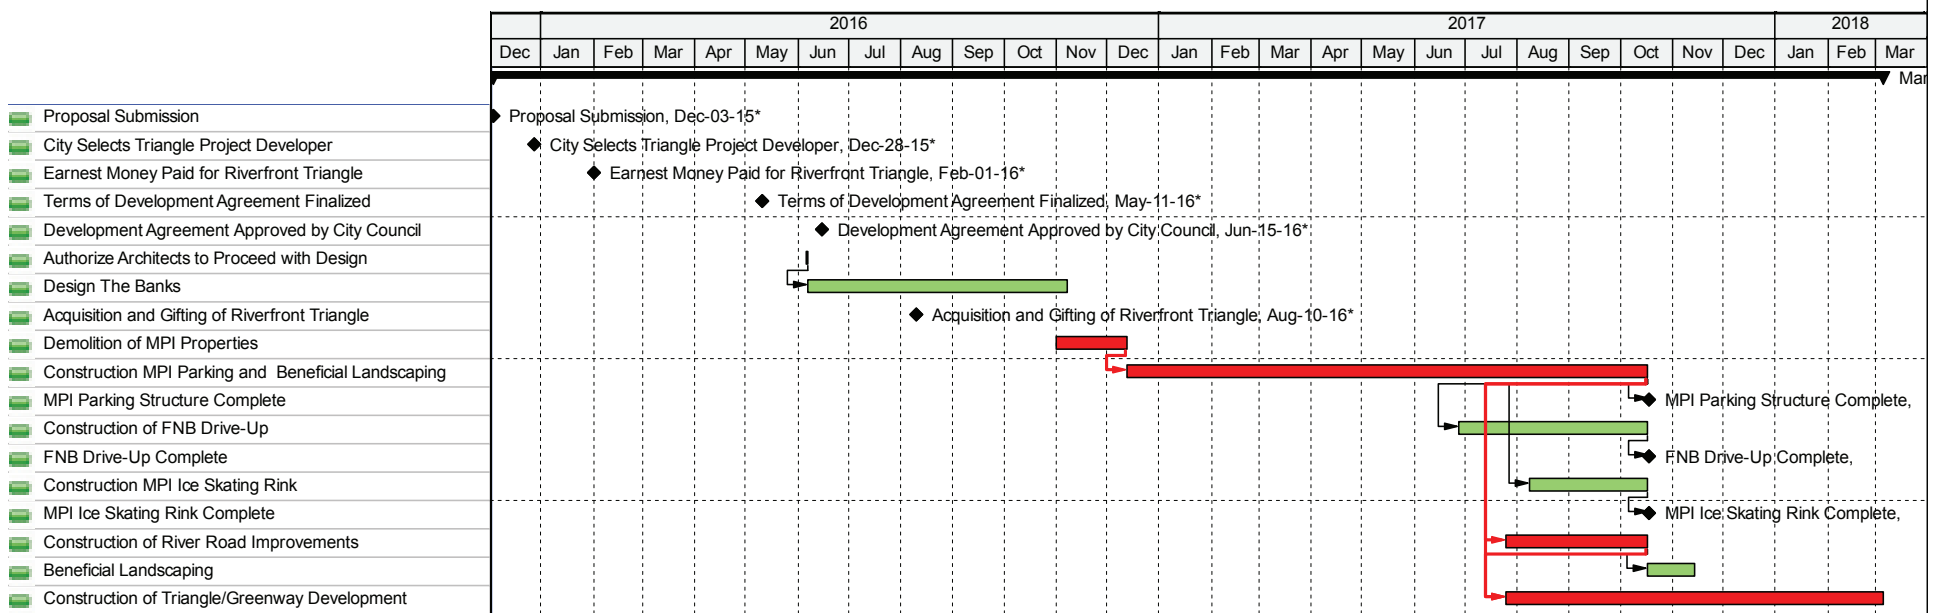 2016 2017 2018
Dec Jan Feb Mar Apr May Jun Jul Aug Sep Oct Nov Dec Jan Feb Mar Apr May Jun Jul Aug Sep Oct Nov Dec Jan Feb Mar
Mar
Proposal Submission Proposal Submission, Dec-03-15*
City Selects Triangle Project Developer City Selects Triangle Project Developer, Dec-28-15*
Earnest Money Paid for Riverfront Triangle Earnest Money Paid for Riverfront Triangle, Feb-01-16*
Terms of Development Agreement Finalized Terms of Development Agreement Finalized, May-11-16*
Development Agreement Approved by City Council Development Agreement Approved by City Council, Jun-15-16*
Authorize Architects to Proceed with Design
Design The Banks
Acquisition and Gifting of Riverfront Triangle Acquisition and Gifting of Riverfront Triangle, Aug-10-16*
Demolition of MPI Properties
Construction MPI Parking and Beneficial Landscaping
MPI Parking Structure Complete MPI Parking Structure Complete,
Construction of FNB Drive-Up
FNB Drive-Up Complete FNB Drive-Up Complete,
Construction MPI Ice Skating Rink
MPI Ice Skating Rink Complete MPI Ice Skating Rink Complete,
Construction of River Road Improvements
Beneficial Landscaping
Construction of Triangle/Greenway Development